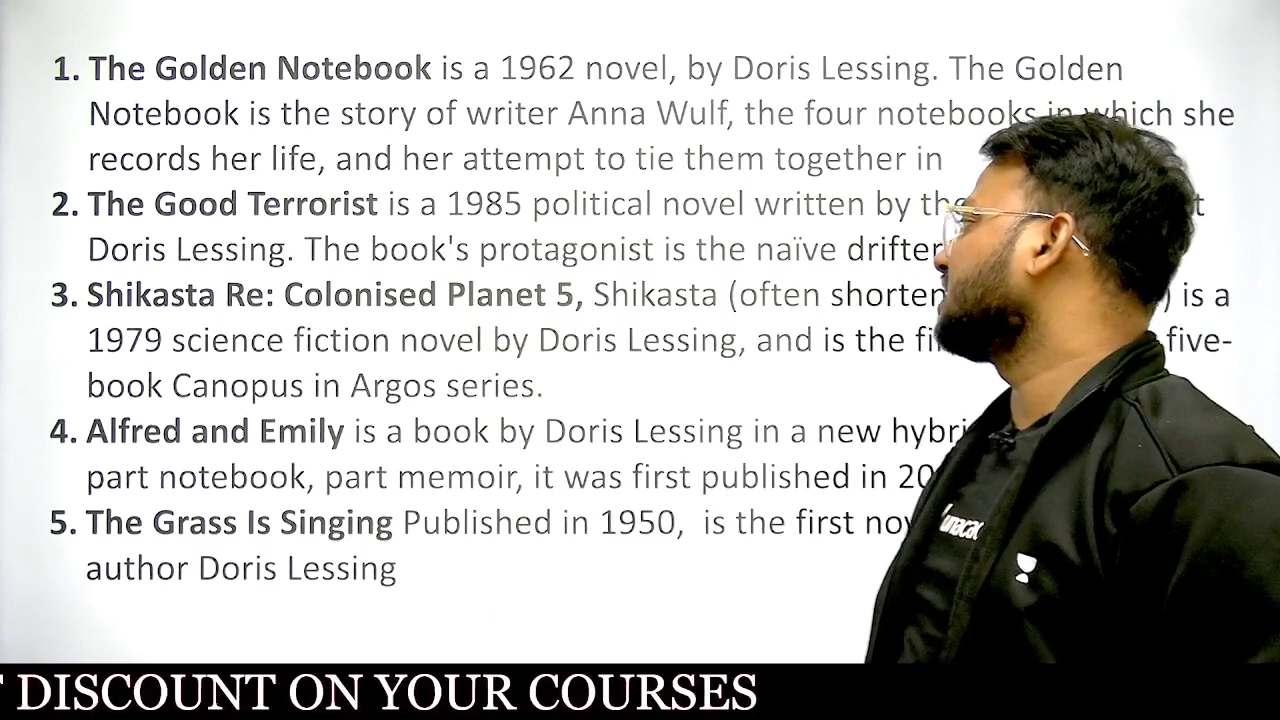 1. The Golden Notebook is a 1962 novel, by Doris Lessing. The Golden
Notebook is the story of writer Anna Wulf, the four notebooks in which she
records her life, and her attempt to tie them together in
2. The Good Terrorist is a 1985 political novel written by the
Doris Lessing. The book's protagonist is the naïve drifter
3. Shikasta Re: Colonised Planet 5, Shikasta (often ) is a
1979 science fiction novel by Doris Lessing, and is the five-
book Canopus in Argos series.
4. Alfred and Emily is a book by Doris Lessing in a new
part notebook, part memoir, it was first published in
5. The Grass Is Singing Published in 1950, is the first
author Doris Lessing
DISCOUNT ON YOUR COURSES